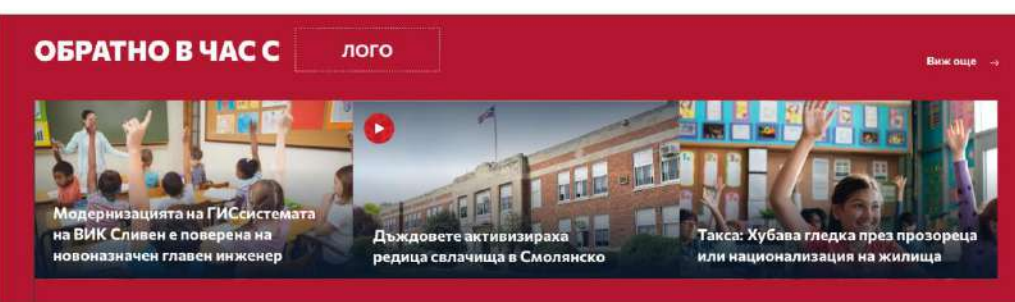 ОБРАТНО В ЧАС С
ЛОГО
Виж още →
Модернизацията на ГИСсистемата
на ВИК Сливен е поверена на
новоназначен главен инженер
Дъждовете активизираха
редица свлачища в Смолянско
Такса: Хубава гледка през прозореца
или национализация на жилища